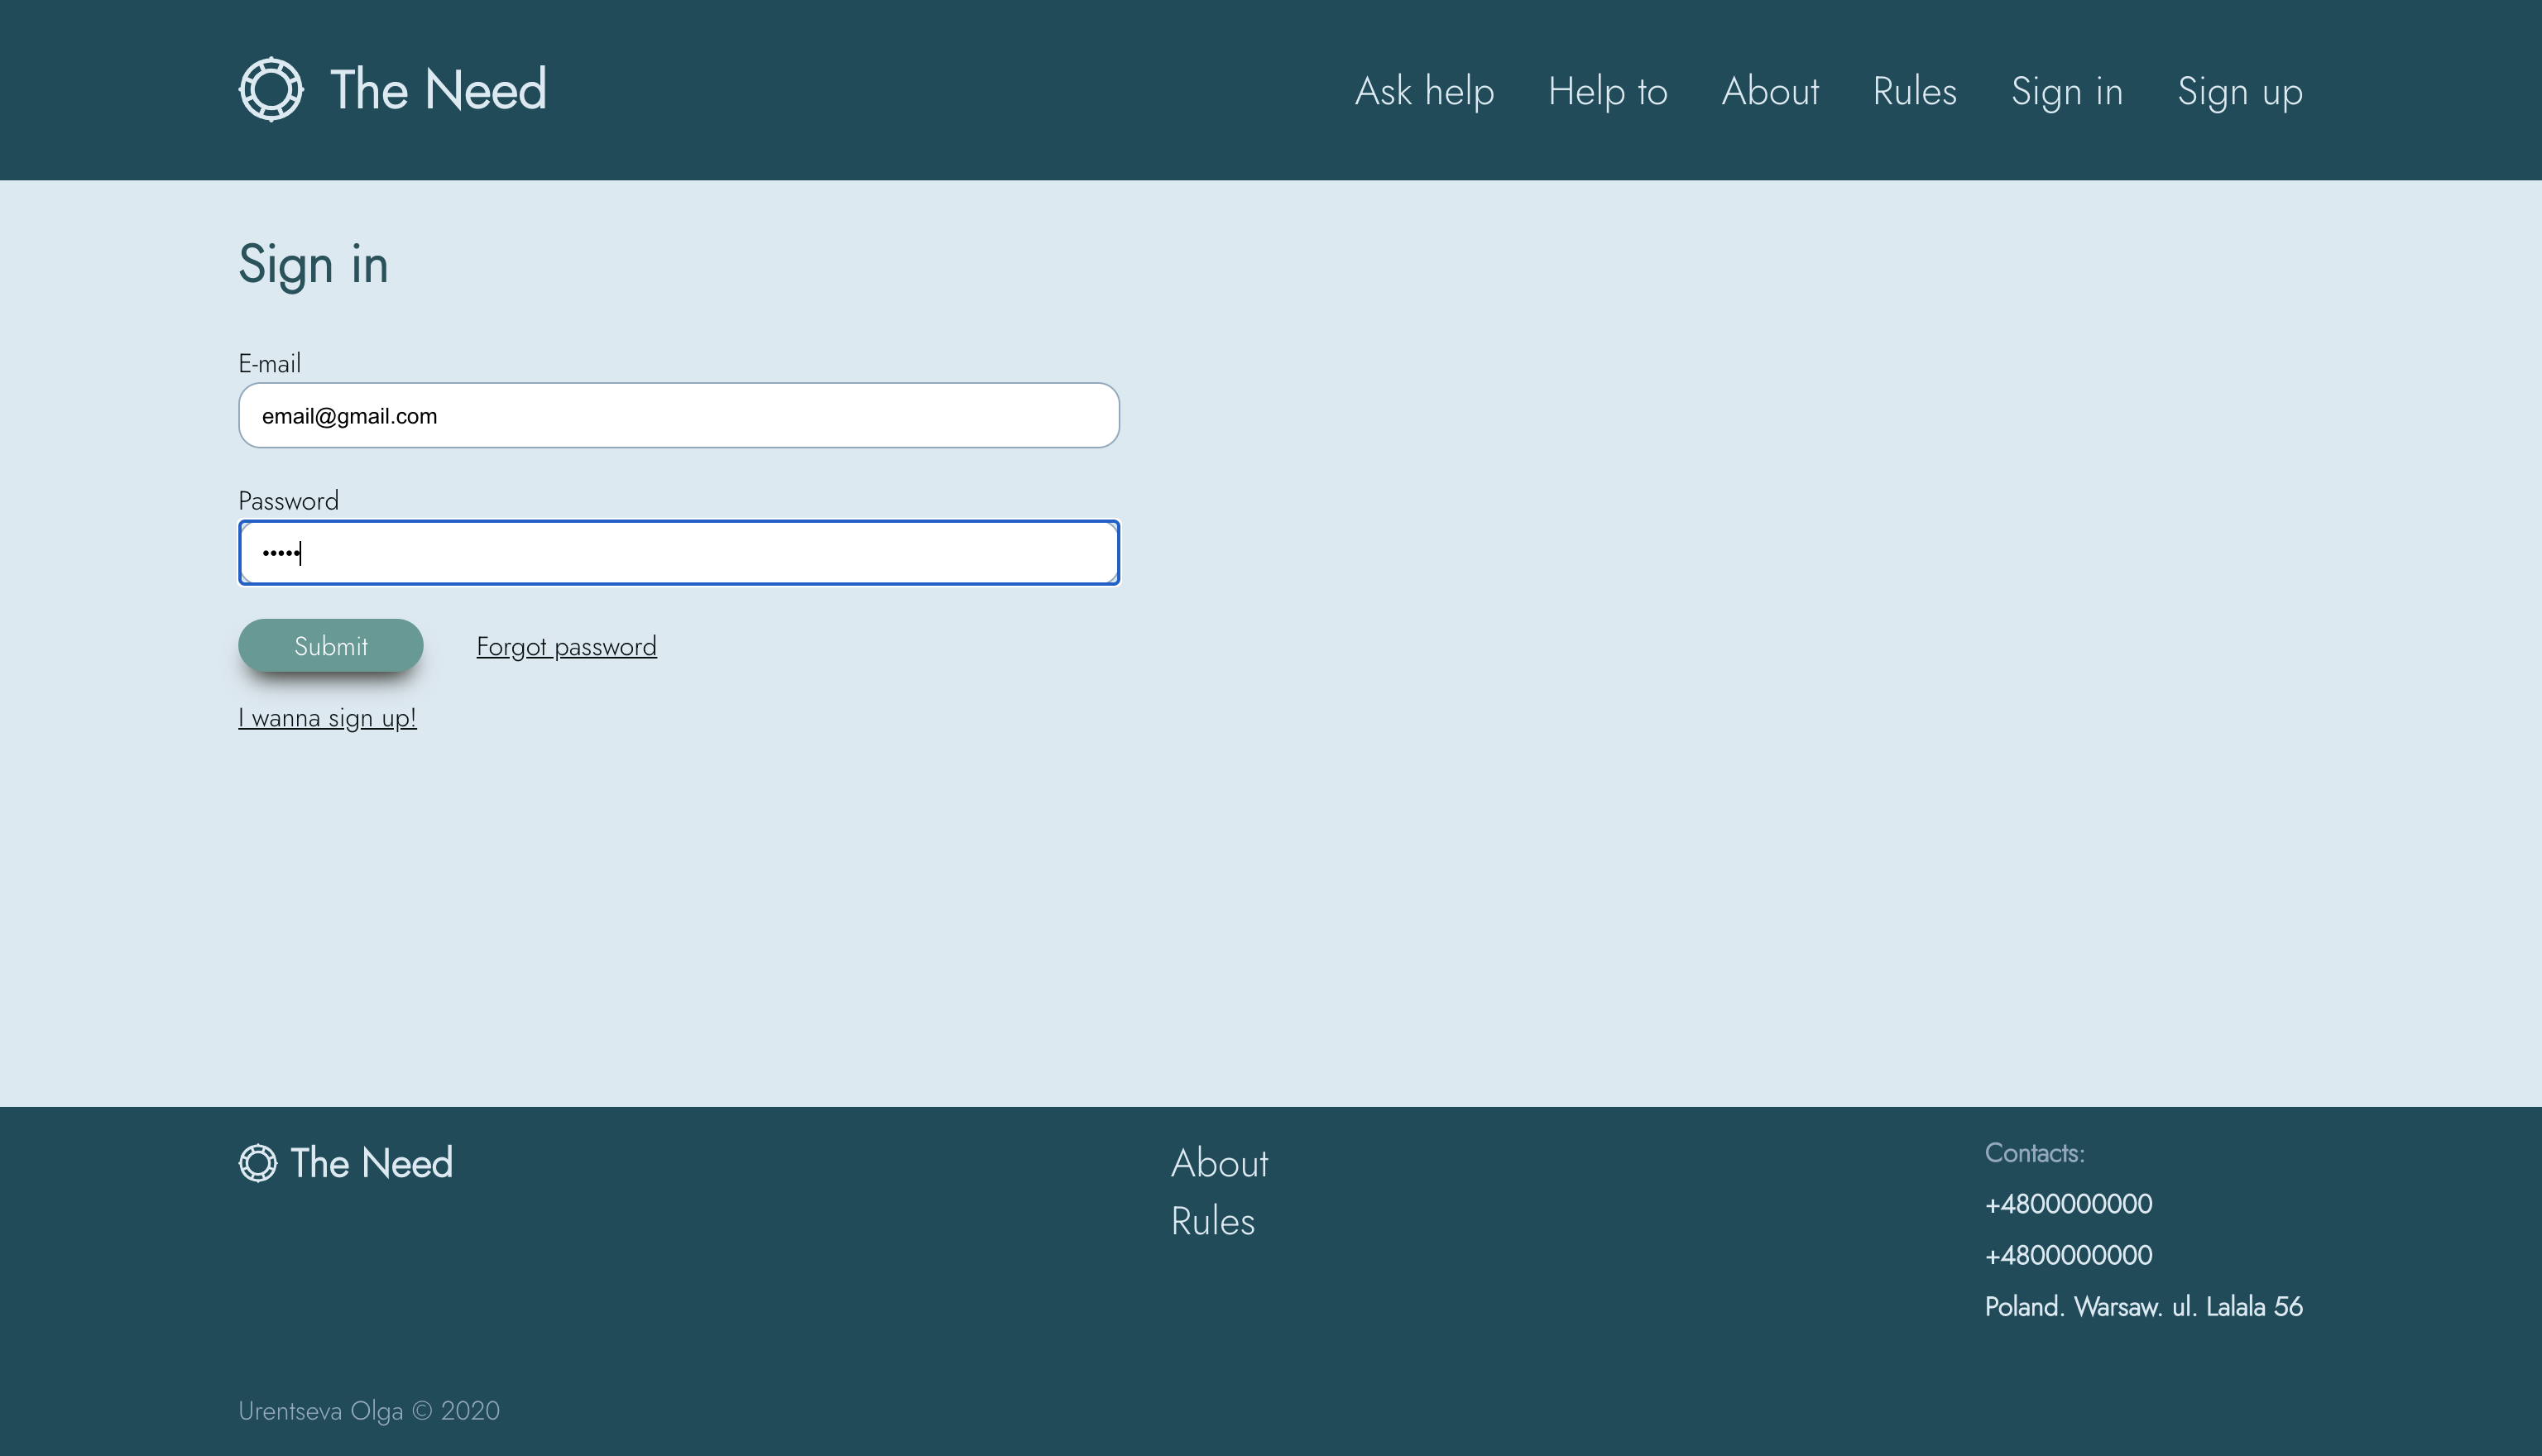 The Need
Ask help Help to About Rules Sign in Sign up
Sign in
E-mail
email@gmail.com
Password
•••••
Submit Forgot password
I wanna sign up!
The Need
About
Rules
Contacts:
+4800000000
+4800000000
Poland. Warsaw. ul. Lalala 56
Urentseva Olga © 2020